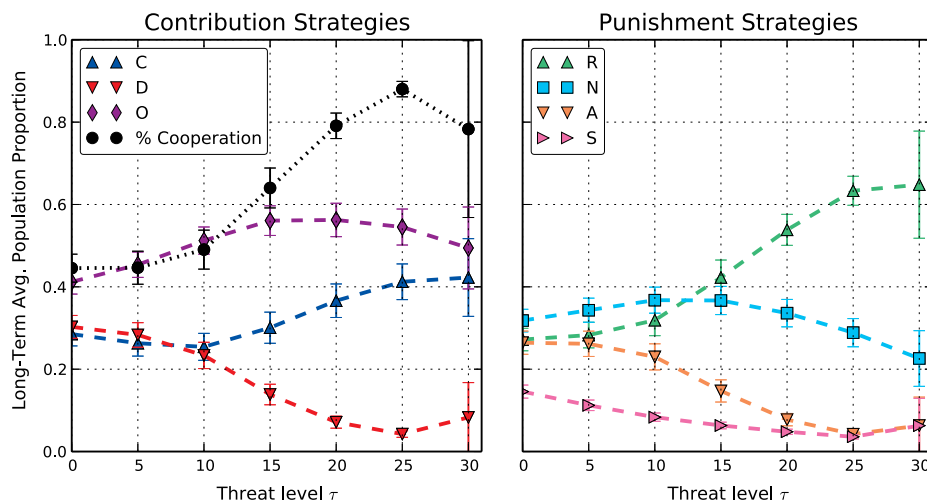 Contribution Strategies
Punishment Strategies
Long-Term Avg. Population Proportion
1.0
0.8
0.6
0.4
0.2
0.0
C
D
O
% Cooperation
R
N
A
S
0 5 10 15 20 25 30
0 5 10 15 20 25 30
Threat level τ
Threat level τ